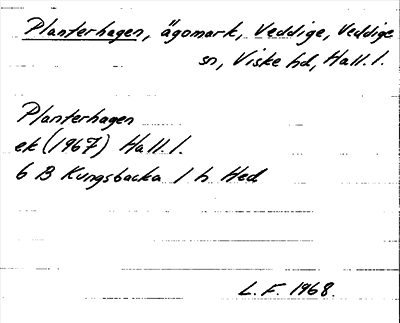 Planterhagen, ägomark, Veddige, Veddige
sn, Viske hd, Hall. l.
Planterhagen
ek (1967) Hall. l.
6 B Kungsbacka 1 h Hed
L. F. 1968.